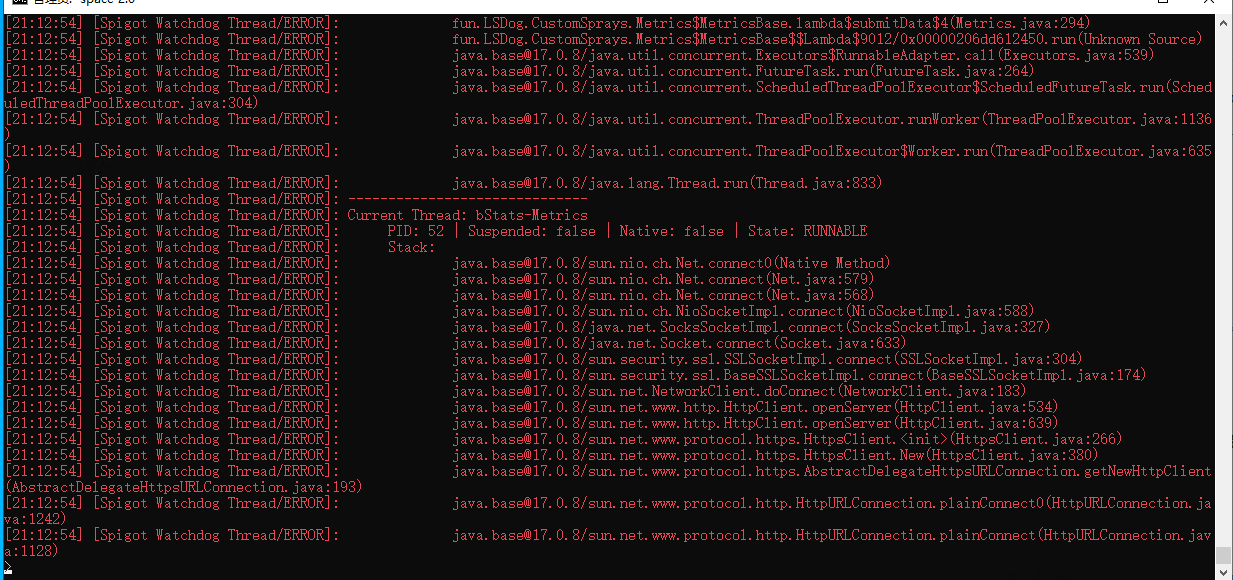 管理员: space 2.0
[21:12:54] [Spigot Watchdog Thread/ERROR]: fun.LSDog.CustomSprays.Metrics$MetricsBase.lambda$submitData$4(Metrics.java:294)
[21:12:54] [Spigot Watchdog Thread/ERROR]: fun.LSDog.CustomSprays.Metrics$MetricsBase$$Lambda$9012/0x00000206dd612450.run(Unknown Source)
[21:12:54] [Spigot Watchdog Thread/ERROR]: java.base@17.0.8/java.util.concurrent.Executors$RunnableAdapter.call(Executors.java:539)
[21:12:54] [Spigot Watchdog Thread/ERROR]: java.base@17.0.8/java.util.concurrent.FutureTask.run(FutureTask.java:264)
[21:12:54] [Spigot Watchdog Thread/ERROR]: java.base@17.0.8/java.util.concurrent.ScheduledThreadPoolExecutor$ScheduledFutureTask.run(Sched
uledThreadPoolExecutor.java:304)
[21:12:54] [Spigot Watchdog Thread/ERROR]: java.base@17.0.8/java.util.concurrent.ThreadPoolExecutor.runWorker(ThreadPoolExecutor.java:1136
)
[21:12:54] [Spigot Watchdog Thread/ERROR]: java.base@17.0.8/java.util.concurrent.ThreadPoolExecutor$Worker.run(ThreadPoolExecutor.java:635
)
[21:12:54] [Spigot Watchdog Thread/ERROR]: java.base@17.0.8/java.lang.Thread.run(Thread.java:833)
[21:12:54] [Spigot Watchdog Thread/ERROR]: ------------------------------
[21:12:54] [Spigot Watchdog Thread/ERROR]: Current Thread: bStats-Metrics
[21:12:54] [Spigot Watchdog Thread/ERROR]: PID: 52 | Suspended: false | Native: false | State: RUNNABLE
[21:12:54] [Spigot Watchdog Thread/ERROR]: Stack:
[21:12:54] [Spigot Watchdog Thread/ERROR]: java.base@17.0.8/sun.nio.ch.Net.connect0(Native Method)
[21:12:54] [Spigot Watchdog Thread/ERROR]: java.base@17.0.8/sun.nio.ch.Net.connect(Net.java:579)
[21:12:54] [Spigot Watchdog Thread/ERROR]: java.base@17.0.8/sun.nio.ch.Net.connect(Net.java:568)
[21:12:54] [Spigot Watchdog Thread/ERROR]: java.base@17.0.8/sun.nio.ch.NioSocketImpl.connect(NioSocketImpl.java:588)
[21:12:54] [Spigot Watchdog Thread/ERROR]: java.base@17.0.8/java.net.SocksSocketImpl.connect(SocksSocketImpl.java:327)
[21:12:54] [Spigot Watchdog Thread/ERROR]: java.base@17.0.8/java.net.Socket.connect(Socket.java:633)
[21:12:54] [Spigot Watchdog Thread/ERROR]: java.base@17.0.8/sun.security.ssl.SSLSocketImpl.connect(SSLSocketImpl.java:304)
[21:12:54] [Spigot Watchdog Thread/ERROR]: java.base@17.0.8/sun.security.ssl.BaseSSLSocketImpl.connect(BaseSSLSocketImpl.java:174)
[21:12:54] [Spigot Watchdog Thread/ERROR]: java.base@17.0.8/sun.net.NetworkClient.doConnect(NetworkClient.java:183)
[21:12:54] [Spigot Watchdog Thread/ERROR]: java.base@17.0.8/sun.net.www.http.HttpClient.openServer(HttpClient.java:534)
[21:12:54] [Spigot Watchdog Thread/ERROR]: java.base@17.0.8/sun.net.www.http.HttpClient.openServer(HttpClient.java:639)
[21:12:54] [Spigot Watchdog Thread/ERROR]: java.base@17.0.8/sun.net.www.protocol.https.HttpsClient.<init>(HttpsClient.java:266)
[21:12:54] [Spigot Watchdog Thread/ERROR]: java.base@17.0.8/sun.net.www.protocol.https.HttpsClient.New(HttpsClient.java:380)
[21:12:54] [Spigot Watchdog Thread/ERROR]: java.base@17.0.8/sun.net.www.protocol.https.AbstractDelegateHttpsURLConnection.getNewHttpClient
(AbstractDelegateHttpsURLConnection.java:193)
[21:12:54] [Spigot Watchdog Thread/ERROR]: java.base@17.0.8/sun.net.www.protocol.http.HttpURLConnection.plainConnect0(HttpURLConnection.ja
va:1242)
[21:12:54] [Spigot Watchdog Thread/ERROR]: java.base@17.0.8/sun.net.www.protocol.http.HttpURLConnection.plainConnect(HttpURLConnection.jav
a:1128)
>